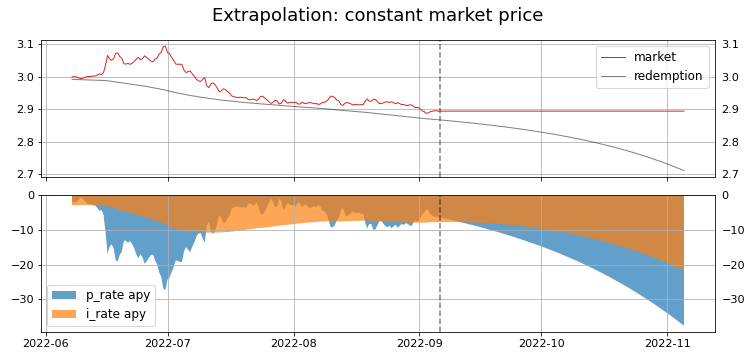 Extrapolation: constant market price
3.1 3.1
3.0 3.0
2.9 2.9
2.8 2.8
2.7 2.7
market
redemption
0 0
−10 −10
−20 −20
−30 −30
p_rate apy
i_rate apy
2022-06 2022-07 2022-08 2022-09 2022-10 2022-11